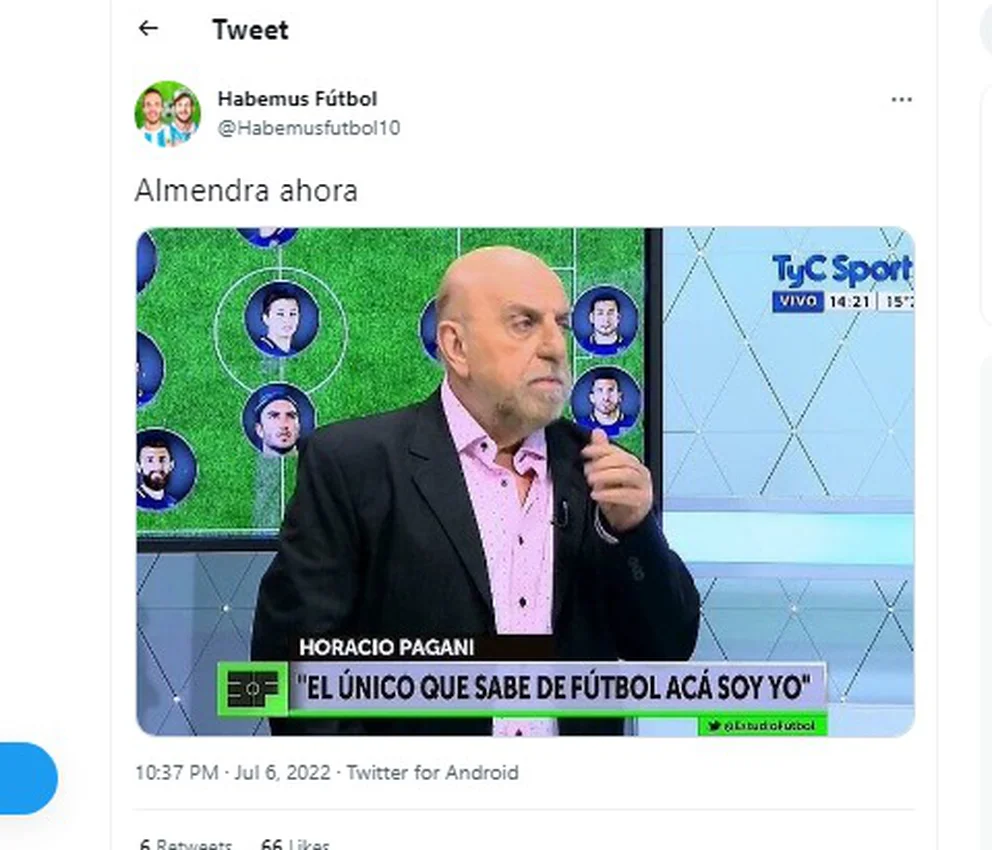 Tweet
Habemus Fútbol
@Habemusfutbol10
Almendra ahora
TyC Sport
VIVO 14:21 15°
HORACIO PAGANI
"EL ÚNICO QUE SABE DE FÚTBOL ACÁ SOY YO"
@EstudioFutbol
10:37 PM · Jul 6, 2022 · Twitter for Android
6 Retweets 66 Likes